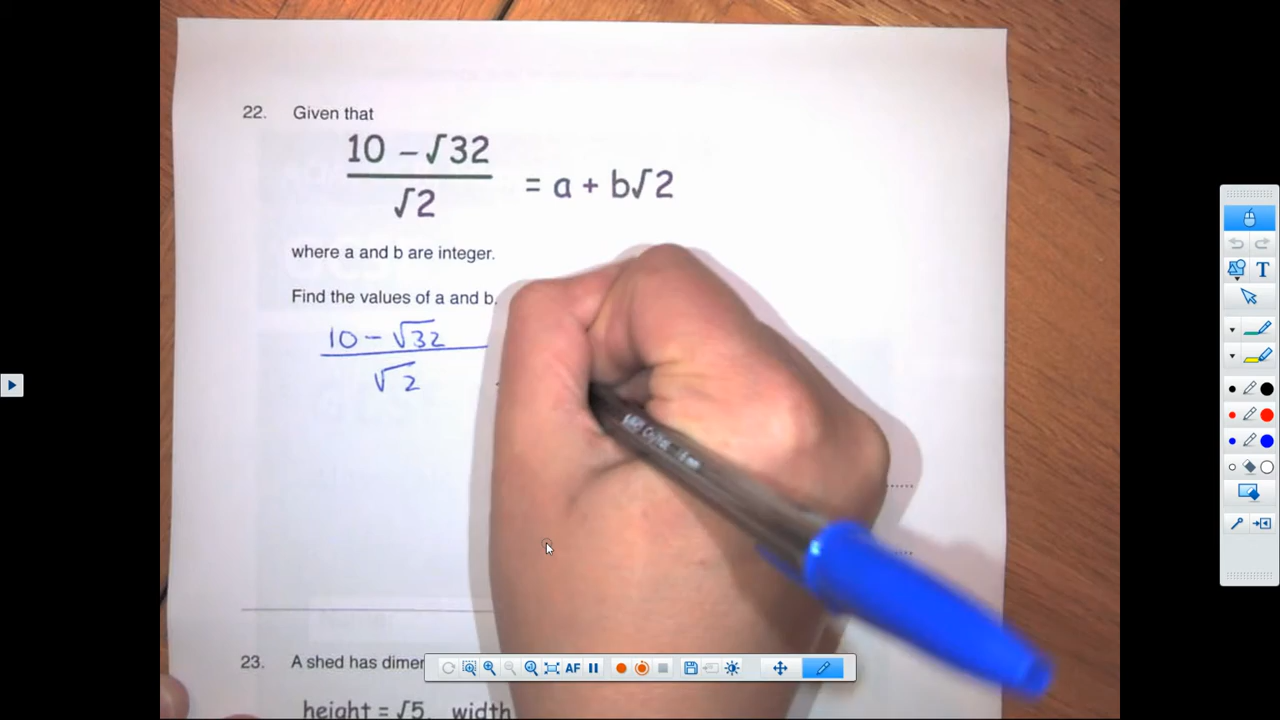 22. Given that
10 – √32
√2
= a + b√2
where a and b are integer.
Find the values of a and b.
10 – √32
√2
23. A shed has
height = √5, width
AF
T